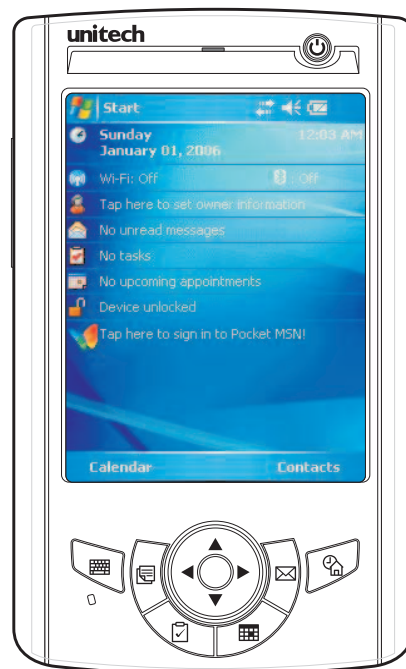 unitech
Start
Sunday 12:03 AM
January 01, 2006
Wi-Fi: Off : Off
Tap here to set owner information
No unread messages
No tasks
No upcoming appointments
Device unlocked
Tap here to sign in to Pocket MSN!
Calendar Contacts